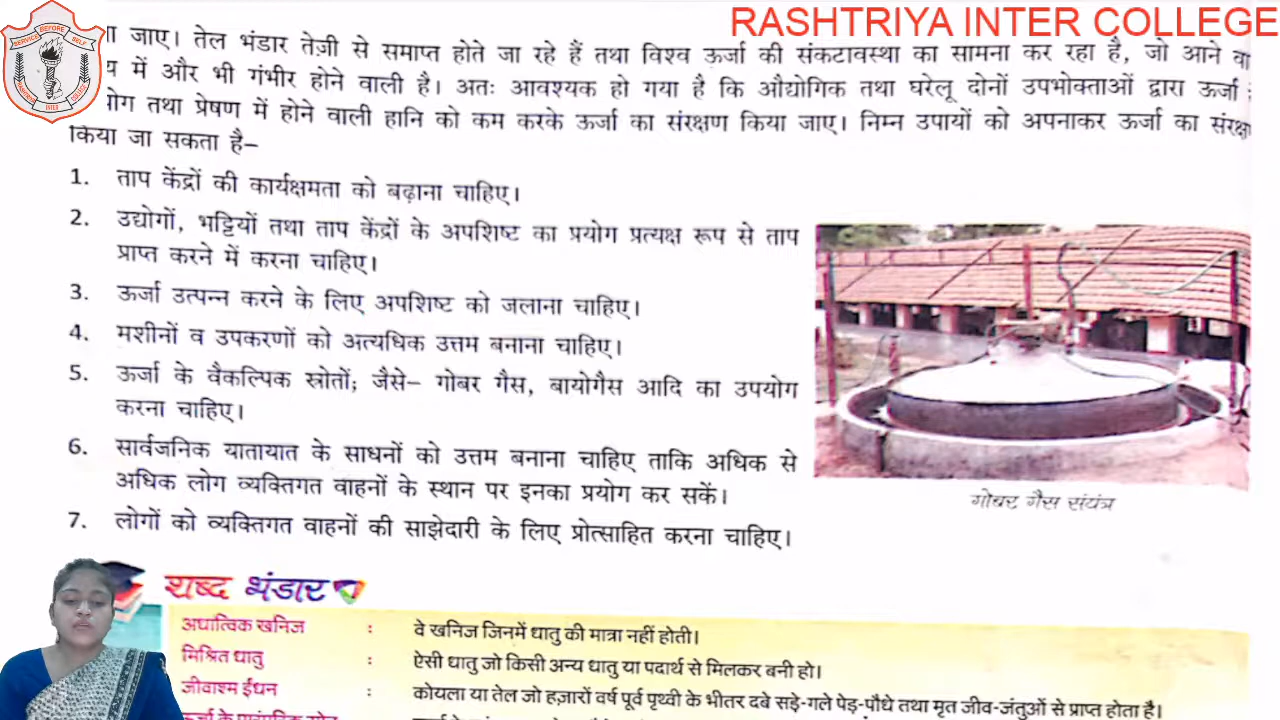 RASHTRIYA INTER COLLEGE
SERVICE BEFORE SELF
जाए। तेल भंडार तेज़ी से समाप्त होते जा रहे हैं तथा विश्व ऊर्जा की संकटावस्था का सामना कर रहा है, जो आने
में और भी गंभीर होने वाली है। अतः आवश्यक हो गया है कि औद्योगिक तथा घरेलू दोनों उपभोक्ताओं द्वारा ऊर्जा
तथा प्रेषण में होने वाली हानि को कम करके ऊर्जा का संरक्षण किया जाए। निम्न उपायों को अपनाकर ऊर्जा का
किया जा सकता है–
1. ताप केंद्रों की कार्यक्षमता को बढ़ाना चाहिए।
2. उद्योगों, भट्टियों तथा ताप केंद्रों के अपशिष्ट का प्रयोग प्रत्यक्ष रूप से ताप
प्राप्त करने में करना चाहिए।
3. ऊर्जा उत्पन्न करने के लिए अपशिष्ट को जलाना चाहिए।
4. मशीनों व उपकरणों को अत्यधिक उत्तम बनाना चाहिए।
5. ऊर्जा के वैकल्पिक स्रोतों; जैसे– गोबर गैस, बायोगैस आदि का उपयोग
करना चाहिए।
6. सार्वजनिक यातायात के साधनों को उत्तम बनाना चाहिए ताकि अधिक से
अधिक लोग व्यक्तिगत वाहनों के स्थान पर इनका प्रयोग कर सकें।
7. लोगों को व्यक्तिगत वाहनों की साझेदारी के लिए प्रोत्साहित करना चाहिए।
गोबर गैस संयंत्र
शब्द भंडार
अधात्विक खनिज : वे खनिज जिनमें धातु की मात्रा नहीं होती।
मिश्रित धातु : ऐसी धातु जो किसी अन्य धातु या पदार्थ से मिलकर बनी हो।
जीवाश्म ईंधन : कोयला या तेल जो हज़ारों वर्ष पूर्व पृथ्वी के भीतर दबे सड़े-गले पेड़-पौधे तथा मृत जीव-जंतुओं से प्राप्त होता है।